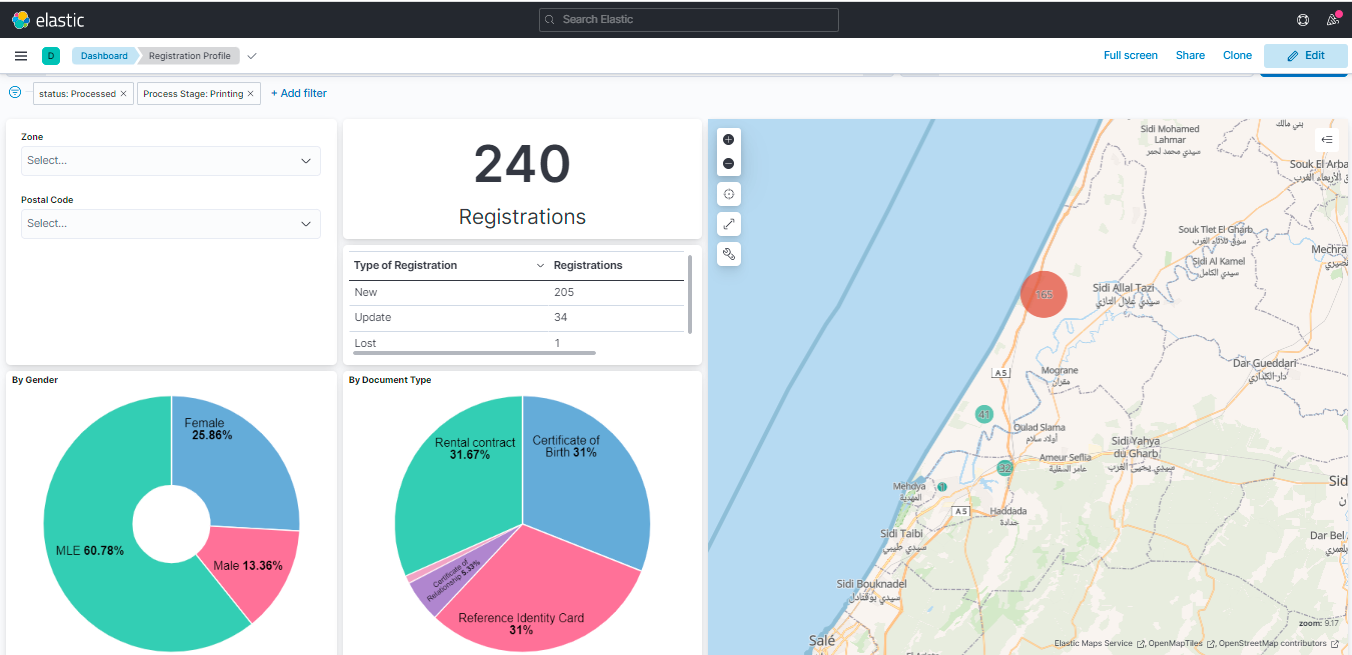 elastic
Search Elastic
D
Dashboard
Registration Profile
Full screen
Share
Clone
Edit
status: Processed ×
Process Stage: Printing ×
+ Add filter
Zone
Select...
Postal Code
Select...
240
Registrations
Type of Registration
Registrations
New
205
Update
34
Lost
1
By Gender
Female
25.86%
MLE 60.78%
Male 13.36%
By Document Type
Rental contract
31.67%
Certificate of
Birth 31%
Certificate of
Relationship 5.33%
Reference Identity Card
31%
بني مالك
Sidi Mohamed
Lahmar
سيدي محمد لحمر
Souk El Arba
Souk Tlet El Gharb
سوق ثلاثاء الغرب
Mechra
Sidi Al Kamel
سيدي الكامل
Sidi Allal Tazi
سيدي علال التازي
165
Dar Gueddari
دار الكداري
A5
Mograne
مقران
41
Oulad Slama
أولاد سلامة
Sidi Yahya
du Gharb
سيدي يحيى الغرب
Ameur Seflia
عامر السفلية
32
Mehdya
المهدية
A5
Haddada
حدادة
Sid
Sidi Taibi
سيدي طيبي
Dar Bel
Sidi Bouknadel
سيدي بوقنادل
Salé
zoom: 9.17
Elastic Maps Service , OpenMapTiles , OpenStreetMap contributors